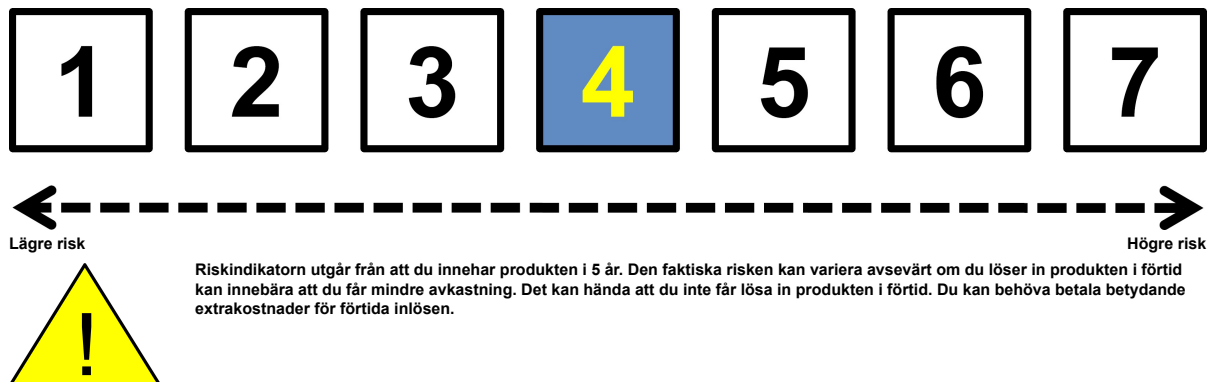 1 2 3 4 5 6 7
Lägre risk Högre risk
Riskindikatorn utgår från att du innehar produkten i 5 år. Den faktiska risken kan variera avsevärt om du löser in produkten i förtid
kan innebära att du får mindre avkastning. Det kan hända att du inte får lösa in produkten i förtid. Du kan behöva betala betydande
extrakostnader för förtida inlösen.
!